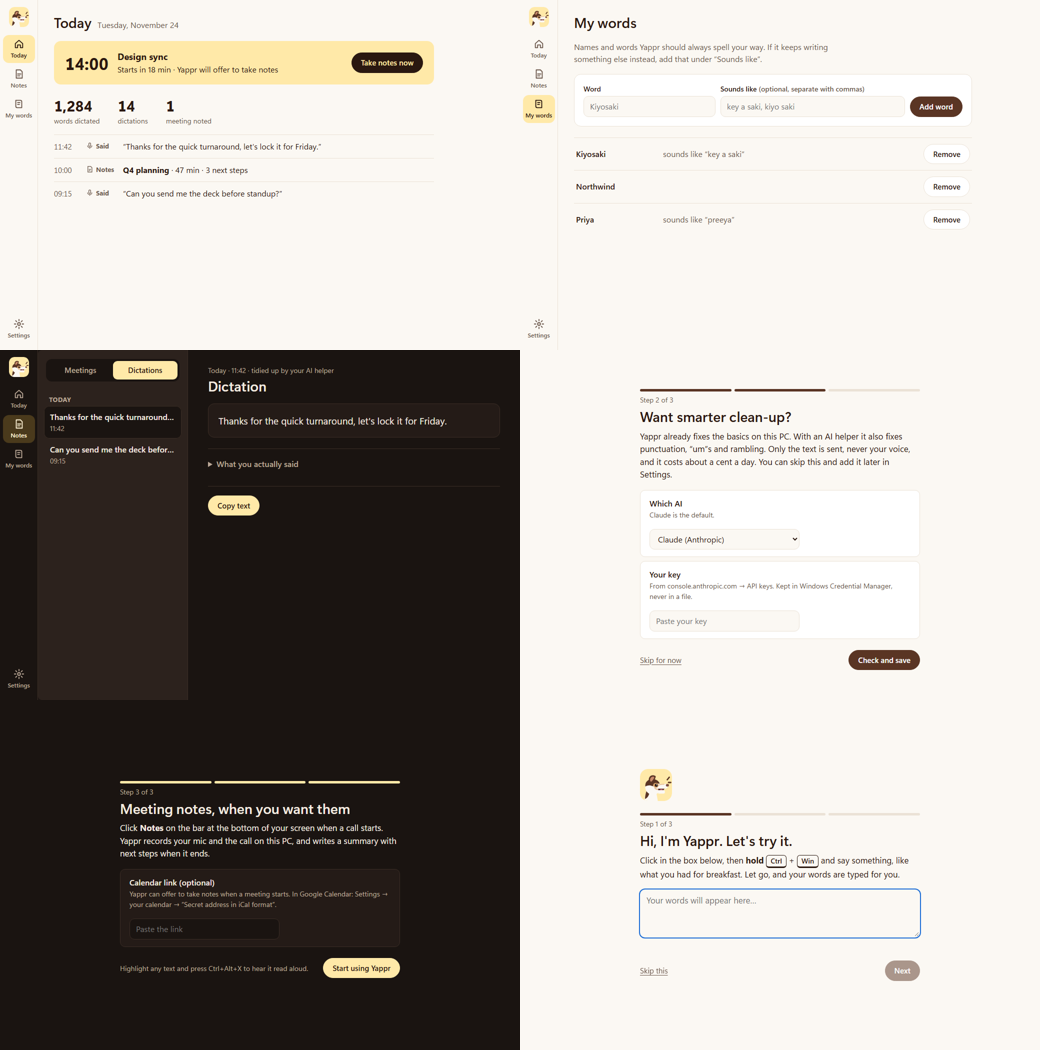 Today
Notes
My words
Settings
Today Tuesday, November 24
14:00
Design sync
Starts in 18 min · Yappr will offer to take notes
Take notes now
1,284
words dictated
14
dictations
1
meeting noted
11:42 Said "Thanks for the quick turnaround, let's lock it for Friday."
10:00 Notes Q4 planning · 47 min · 3 next steps
09:15 Said "Can you send me the deck before standup?"
Today
Notes
My words
Settings
My words
Names and words Yappr should always spell your way. If it keeps writing
something else instead, add that under "Sounds like".
Word
Kiyosaki
Sounds like (optional, separate with commas)
key a saki, kiyo saki
Add word
Kiyosaki sounds like "key a saki" Remove
Northwind Remove
Priya sounds like "preeya" Remove
Today
Notes
My words
Settings
Meetings Dictations
TODAY
Thanks for the quick turnaround...
11:42
Can you send me the deck befor...
09:15
Today · 11:42 · tidied up by your AI helper
Dictation
Thanks for the quick turnaround, let's lock it for Friday.
What you actually said
Copy text
Step 2 of 3
Want smarter clean-up?
Yappr already fixes the basics on this PC. With an AI helper it also fixes
punctuation, "um"s and rambling. Only the text is sent, never your voice,
and it costs about a cent a day. You can skip this and add it later in
Settings.
Which AI
Claude is the default.
Claude (Anthropic)
Your key
From console.anthropic.com → API keys. Kept in Windows Credential Manager,
never in a file.
Paste your key
Skip for now
Check and save
Step 3 of 3
Meeting notes, when you want them
Click Notes on the bar at the bottom of your screen when a call starts.
Yappr records your mic and the call on this PC, and writes a summary with
next steps when it ends.
Calendar link (optional)
Yappr can offer to take notes when a meeting starts. In Google Calendar: Settings →
your calendar → "Secret address in iCal format".
Paste the link
Highlight any text and press Ctrl+Alt+X to hear it read aloud.
Start using Yappr
Step 1 of 3
Hi, I'm Yappr. Let's try it.
Click in the box below, then hold Ctrl + Win and say something, like
what you had for breakfast. Let go, and your words are typed for you.
Your words will appear here...
Skip this
Next